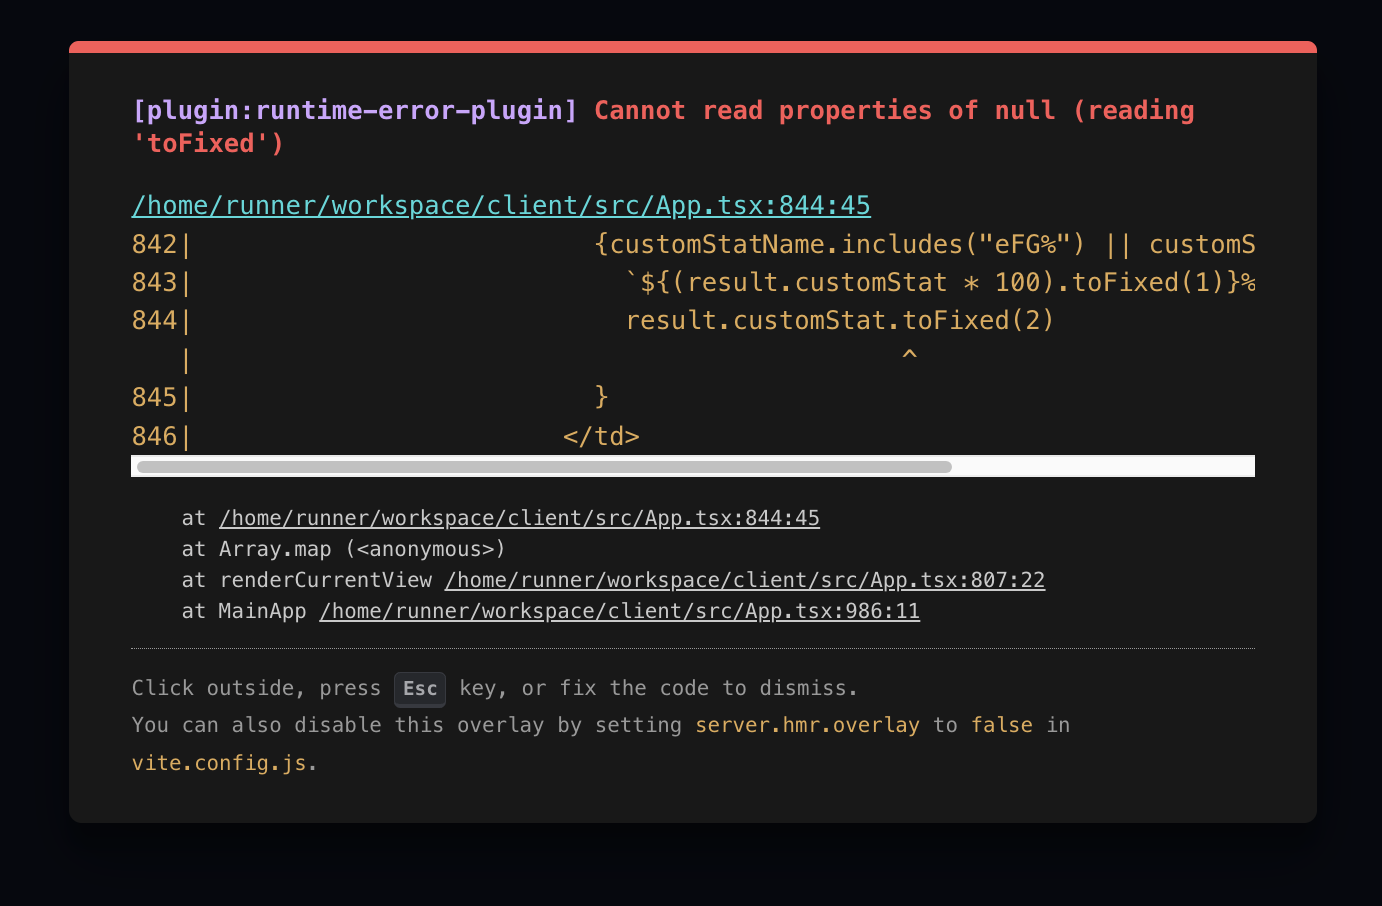 [plugin:runtime-error-plugin] Cannot read properties of null (reading
'toFixed')
/home/runner/workspace/client/src/App.tsx:844:45
842|                          {customStatName.includes("eFG%") || customS
843|                            `${(result.customStat * 100).toFixed(1)}%
844|                            result.customStat.toFixed(2)
   |                                              ^
845|                          }
846|                        </td>
at /home/runner/workspace/client/src/App.tsx:844:45
at Array.map (<anonymous>)
at renderCurrentView /home/runner/workspace/client/src/App.tsx:807:22
at MainApp /home/runner/workspace/client/src/App.tsx:986:11
Click outside, press Esc key, or fix the code to dismiss.
You can also disable this overlay by setting server.hmr.overlay to false in
vite.config.js.